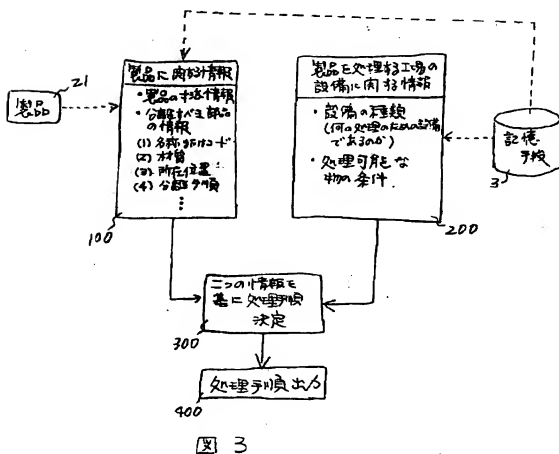 21
製品
製品に関する情報
・製品の寸法情報
・分離すべき部品
の情報
(1) 名称またはコード
(2) 材質
(3) 所在位置
(4) 分離手順
⋮
100
製品を処理する工場の
設備に関する情報
・設備の種類
(何の処理のための設備
であるのか)
・処理可能な
物の条件.
200
記憶
手段
3
二つの情報を
基に処理手順
決定
300
処理手順出力
400
図 3